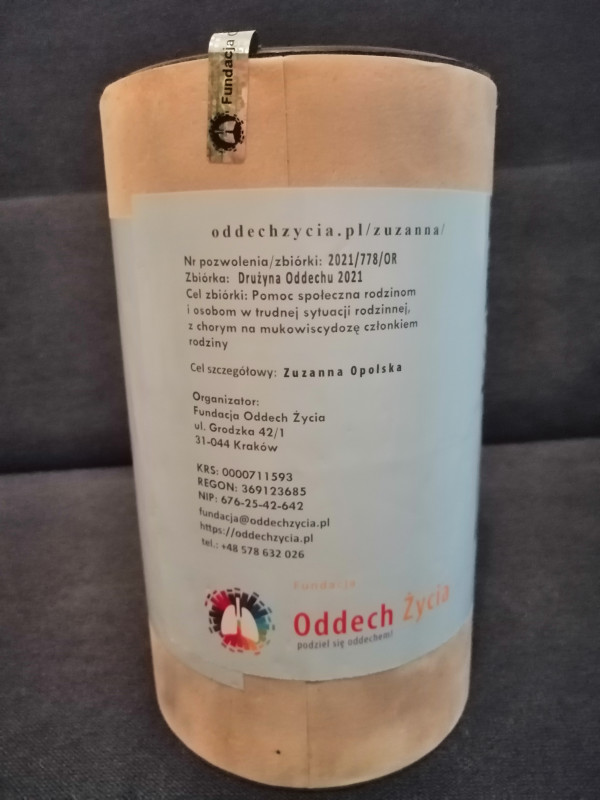 Fundacja
oddechzycia.pl/zuzanna/
Nr pozwolenia/zbiórki: 2021/778/OR
Zbiórka: Drużyna Oddechu 2021
Cel zbiórki: Pomoc społeczna rodzinom
i osobom w trudnej sytuacji rodzinnej,
z chorym na mukowiscydozę członkiem
rodziny
Cel szczegółowy: Zuzanna Opolska
Organizator:
Fundacja Oddech Życia
ul. Grodzka 42/1
31-044 Kraków
KRS: 0000711593
REGON: 369123685
NIP: 676-25-42-642
fundacja@oddechzycia.pl
https://oddechzycia.pl
tel.: +48 578 632 026
Fundacja
Oddech Życia
podziel się oddechem!